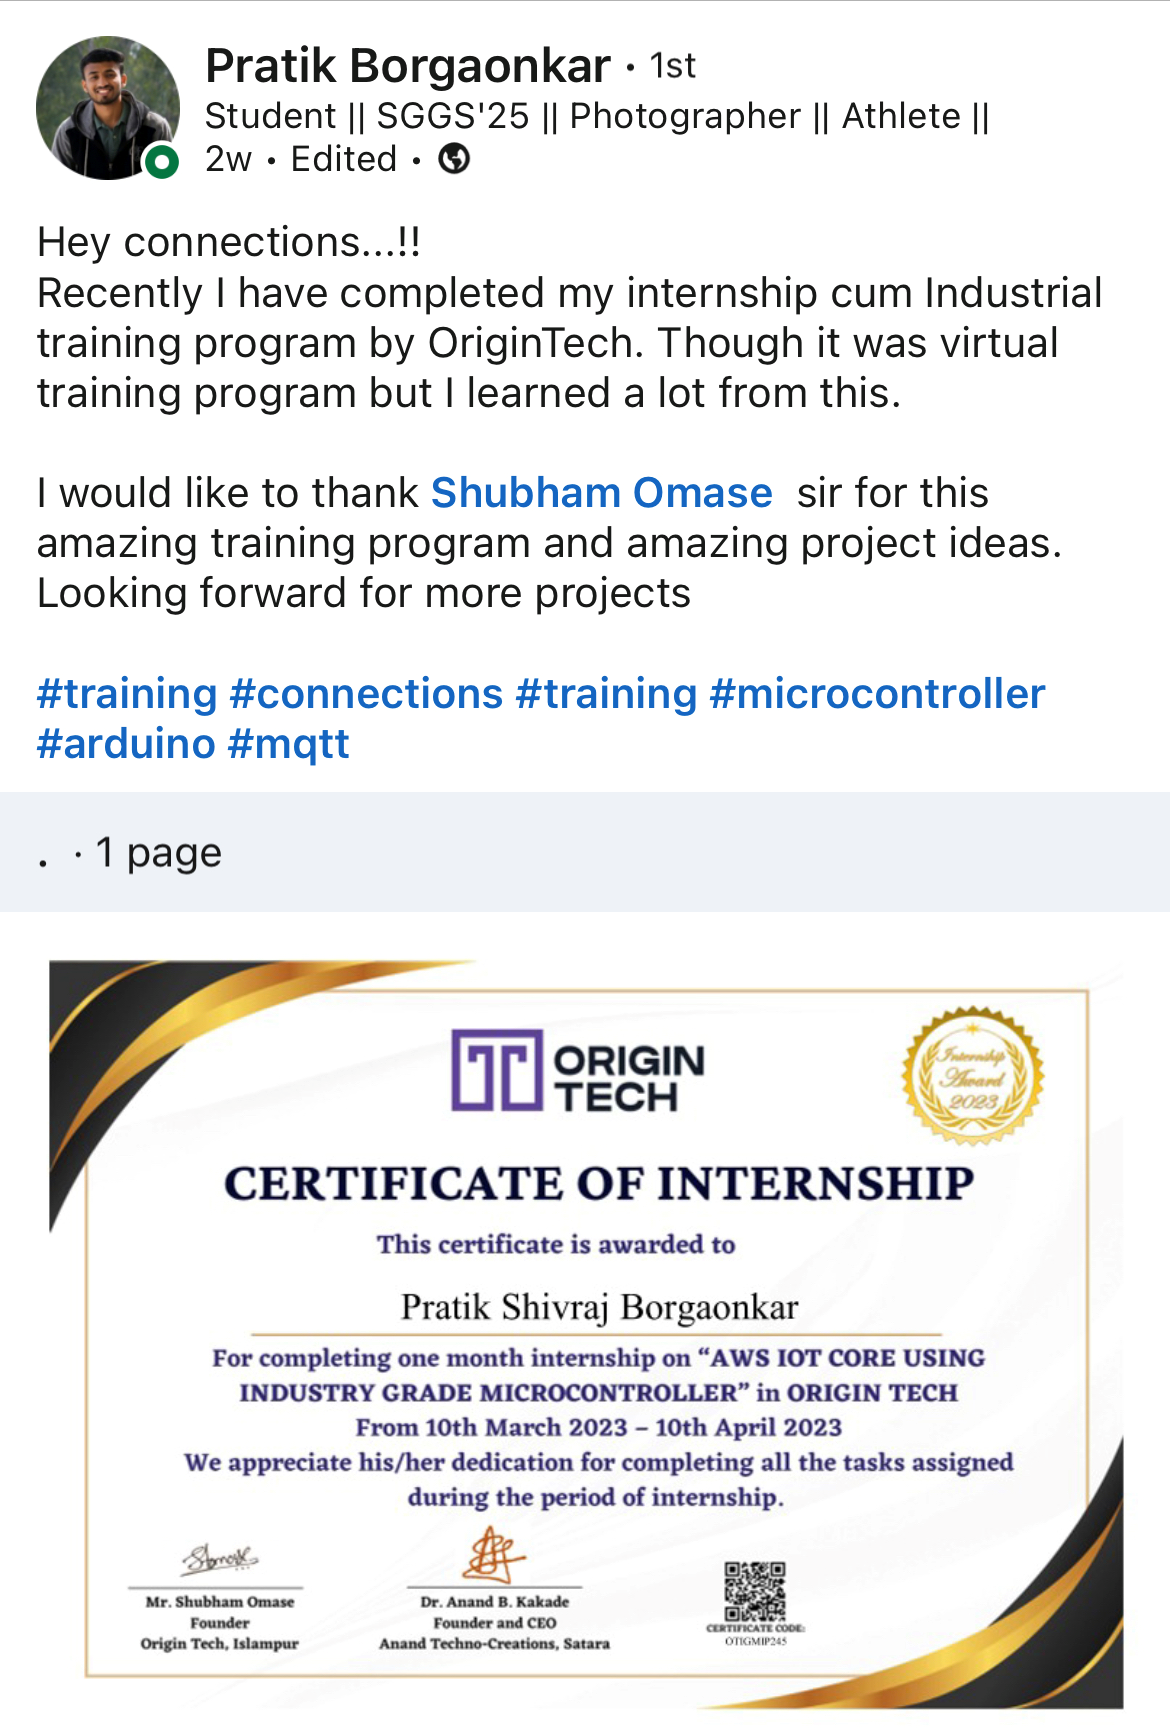 Pratik Borgaonkar · 1st
Student || SGGS'25 || Photographer || Athlete ||
2w • Edited •
Hey connections...!!
Recently I have completed my internship cum Industrial
training program by OriginTech. Though it was virtual
training program but I learned a lot from this.
I would like to thank Shubham Omase  sir for this
amazing training program and amazing project ideas.
Looking forward for more projects
#training #connections #training #microcontroller
#arduino #mqtt
. · 1 page
ORIGIN
TECH
Internship
Award
2023
CERTIFICATE OF INTERNSHIP
This certificate is awarded to
Pratik Shivraj Borgaonkar
For completing one month internship on “AWS IOT CORE USING
INDUSTRY GRADE MICROCONTROLLER” in ORIGIN TECH
From 10th March 2023 – 10th April 2023
We appreciate his/her dedication for completing all the tasks assigned
during the period of internship.
Mr. Shubham Omase
Founder
Origin Tech, Islampur
Dr. Anand B. Kakade
Founder and CEO
Anand Techno-Creations, Satara
CERTIFICATE CODE:
OTIGMIP245